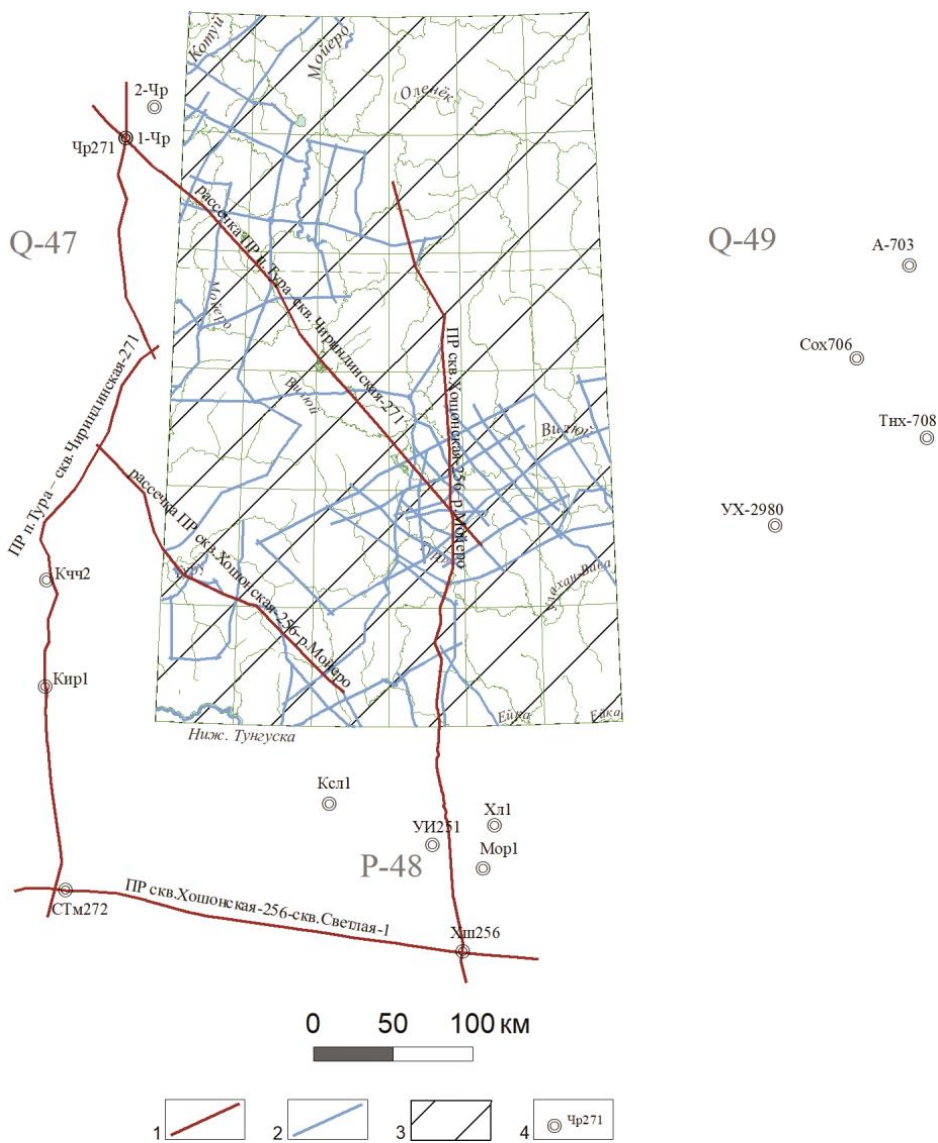 Котуй
Мойеро
2-Чр
Оленёк
1-Чр
Чр271
Q-47
Q-49
А-703
рассечка ПР п.Тура - скв.Чириндинская-271
Мойеро
Сох706
ПР п.Тура – скв.Чириндинская-271
ПР скв.Хошонская-256-р.Мойеро
Вилюй
Вилюй
Тнх-708
рассечка ПР скв.Хошонская-256-р.Мойеро
УХ-2980
Кчч2
Кир1
Ейка
Ейка
Ниж. Тунгуска
Ксл1
Хл1
УИ251
Мор1
P-48
ПР скв.Хошонская-256-скв.Светлая-1
СТм272
Хш256
0 50 100 км
1 2 3 4 Чр271